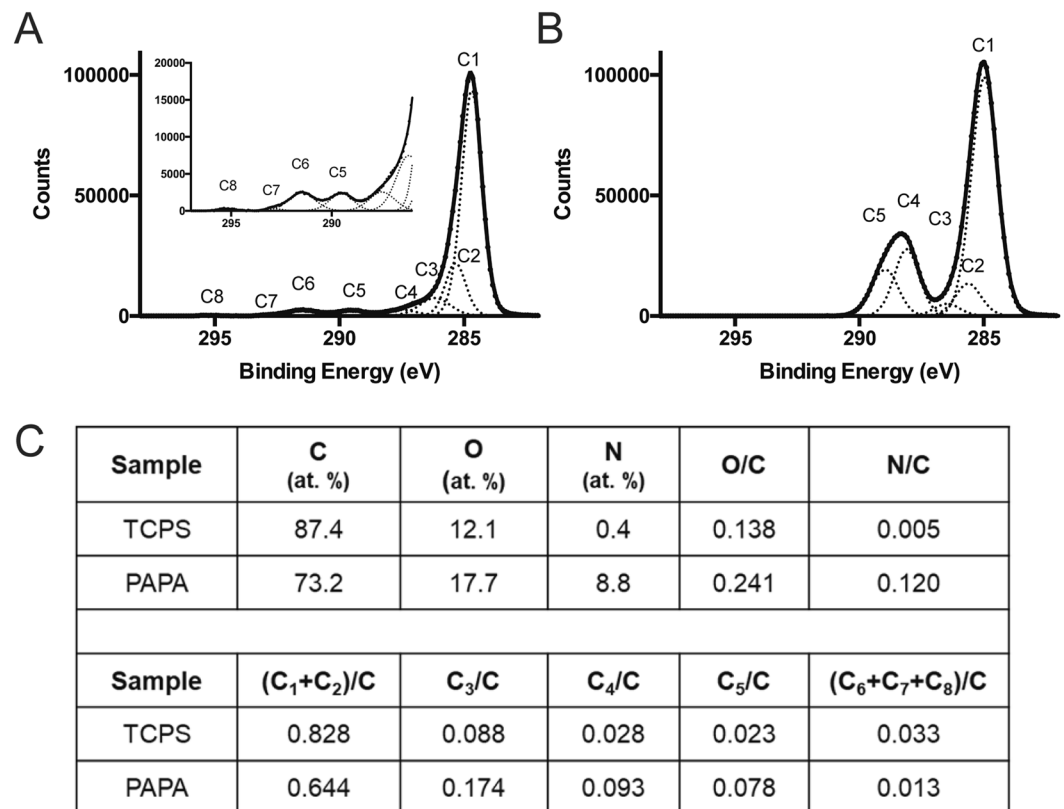 A
B
100000
50000
0
Counts
295
290
285
Binding Energy (eV)
C8
C7
C6
C5
C4
C3
C2
C1
20000
15000
10000
5000
0
295
290
C8
C7
C6
C5
100000
50000
0
Counts
295
290
285
Binding Energy (eV)
C5
C4
C3
C2
C1
C
Sample C (at. %) O (at. %) N (at. %) O/C N/C
TCPS 87.4 12.1 0.4 0.138 0.005
PAPA 73.2 17.7 8.8 0.241 0.120
Sample (C₁+C₂)/C C₃/C C₄/C C₅/C (C₆+C₇+C₈)/C
TCPS 0.828 0.088 0.028 0.023 0.033
PAPA 0.644 0.174 0.093 0.078 0.013